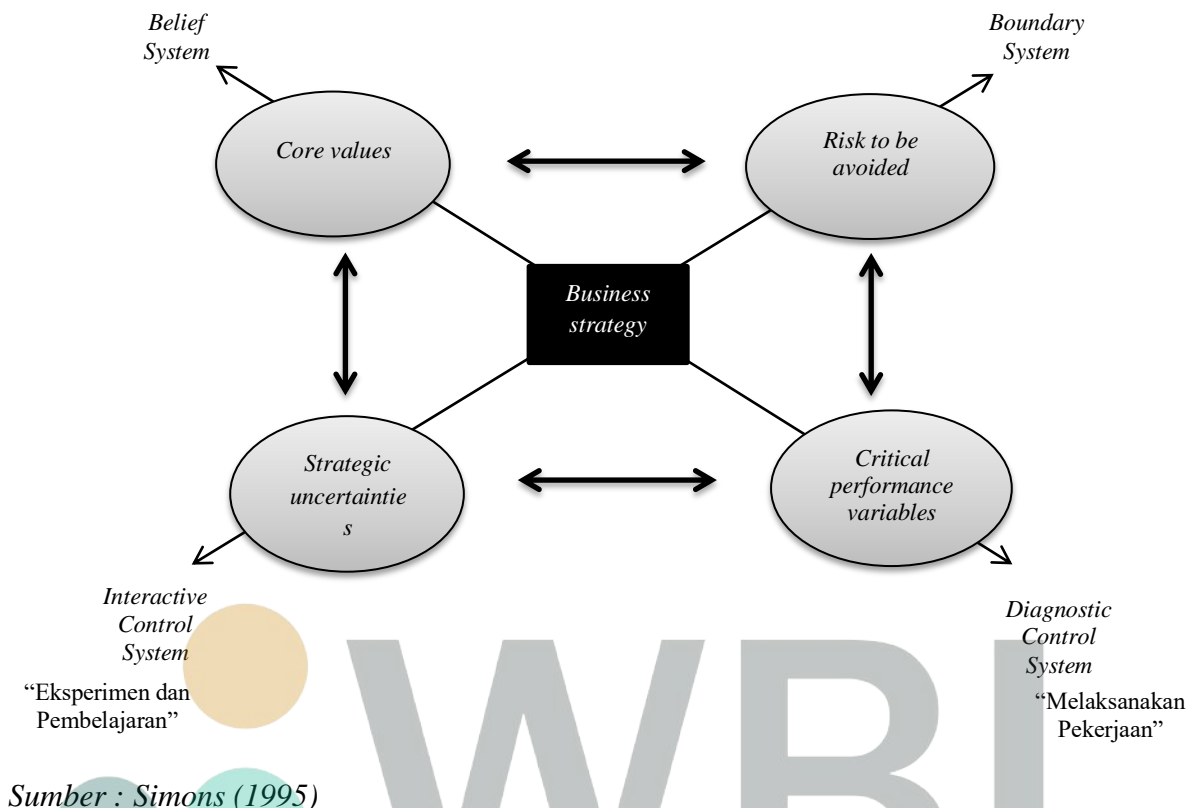 Belief
System
Boundary
System
Core values
Risk to be
avoided
Business
strategy
Strategic
uncertaintie
s
Critical
performance
variables
Interactive
Control
System
“Eksperimen dan
Pembelajaran”
Diagnostic
Control
System
“Melaksanakan
Pekerjaan”
WBI
Sumber : Simons (1995)